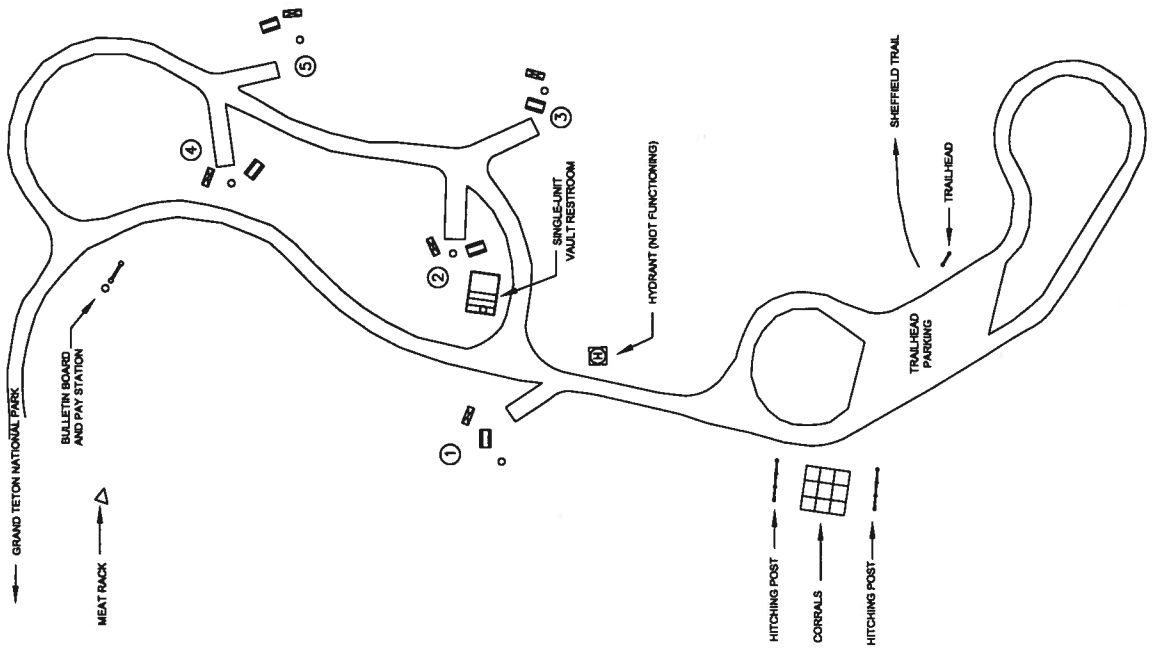 GRAND TETON NATIONAL PARK
BULLETIN BOARD
AND PAY STATION
MEAT RACK
5
4
3
2
1
SINGLE-UNIT
VAULT RESTROOM
HYDRANT (NOT FUNCTIONING)
H
SHEFFIELD TRAIL
TRAILHEAD
TRAILHEAD
PARKING
HITCHING POST
CORRALS
HITCHING POST